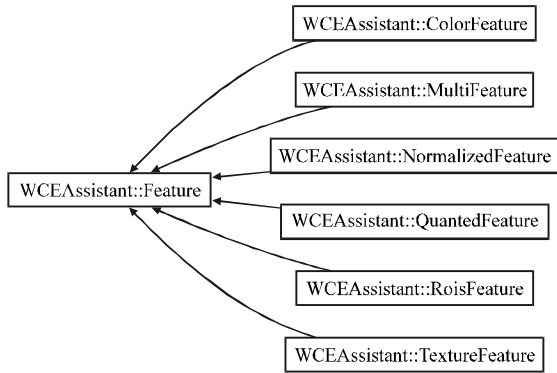 WCEAssistant::ColorFeature
WCEAssistant::MultiFeature
WCEAssistant::NormalizedFeature
WCEAssistant::Feature
WCEAssistant::QuantedFeature
WCEAssistant::RoisFeature
WCEAssistant::TextureFeature